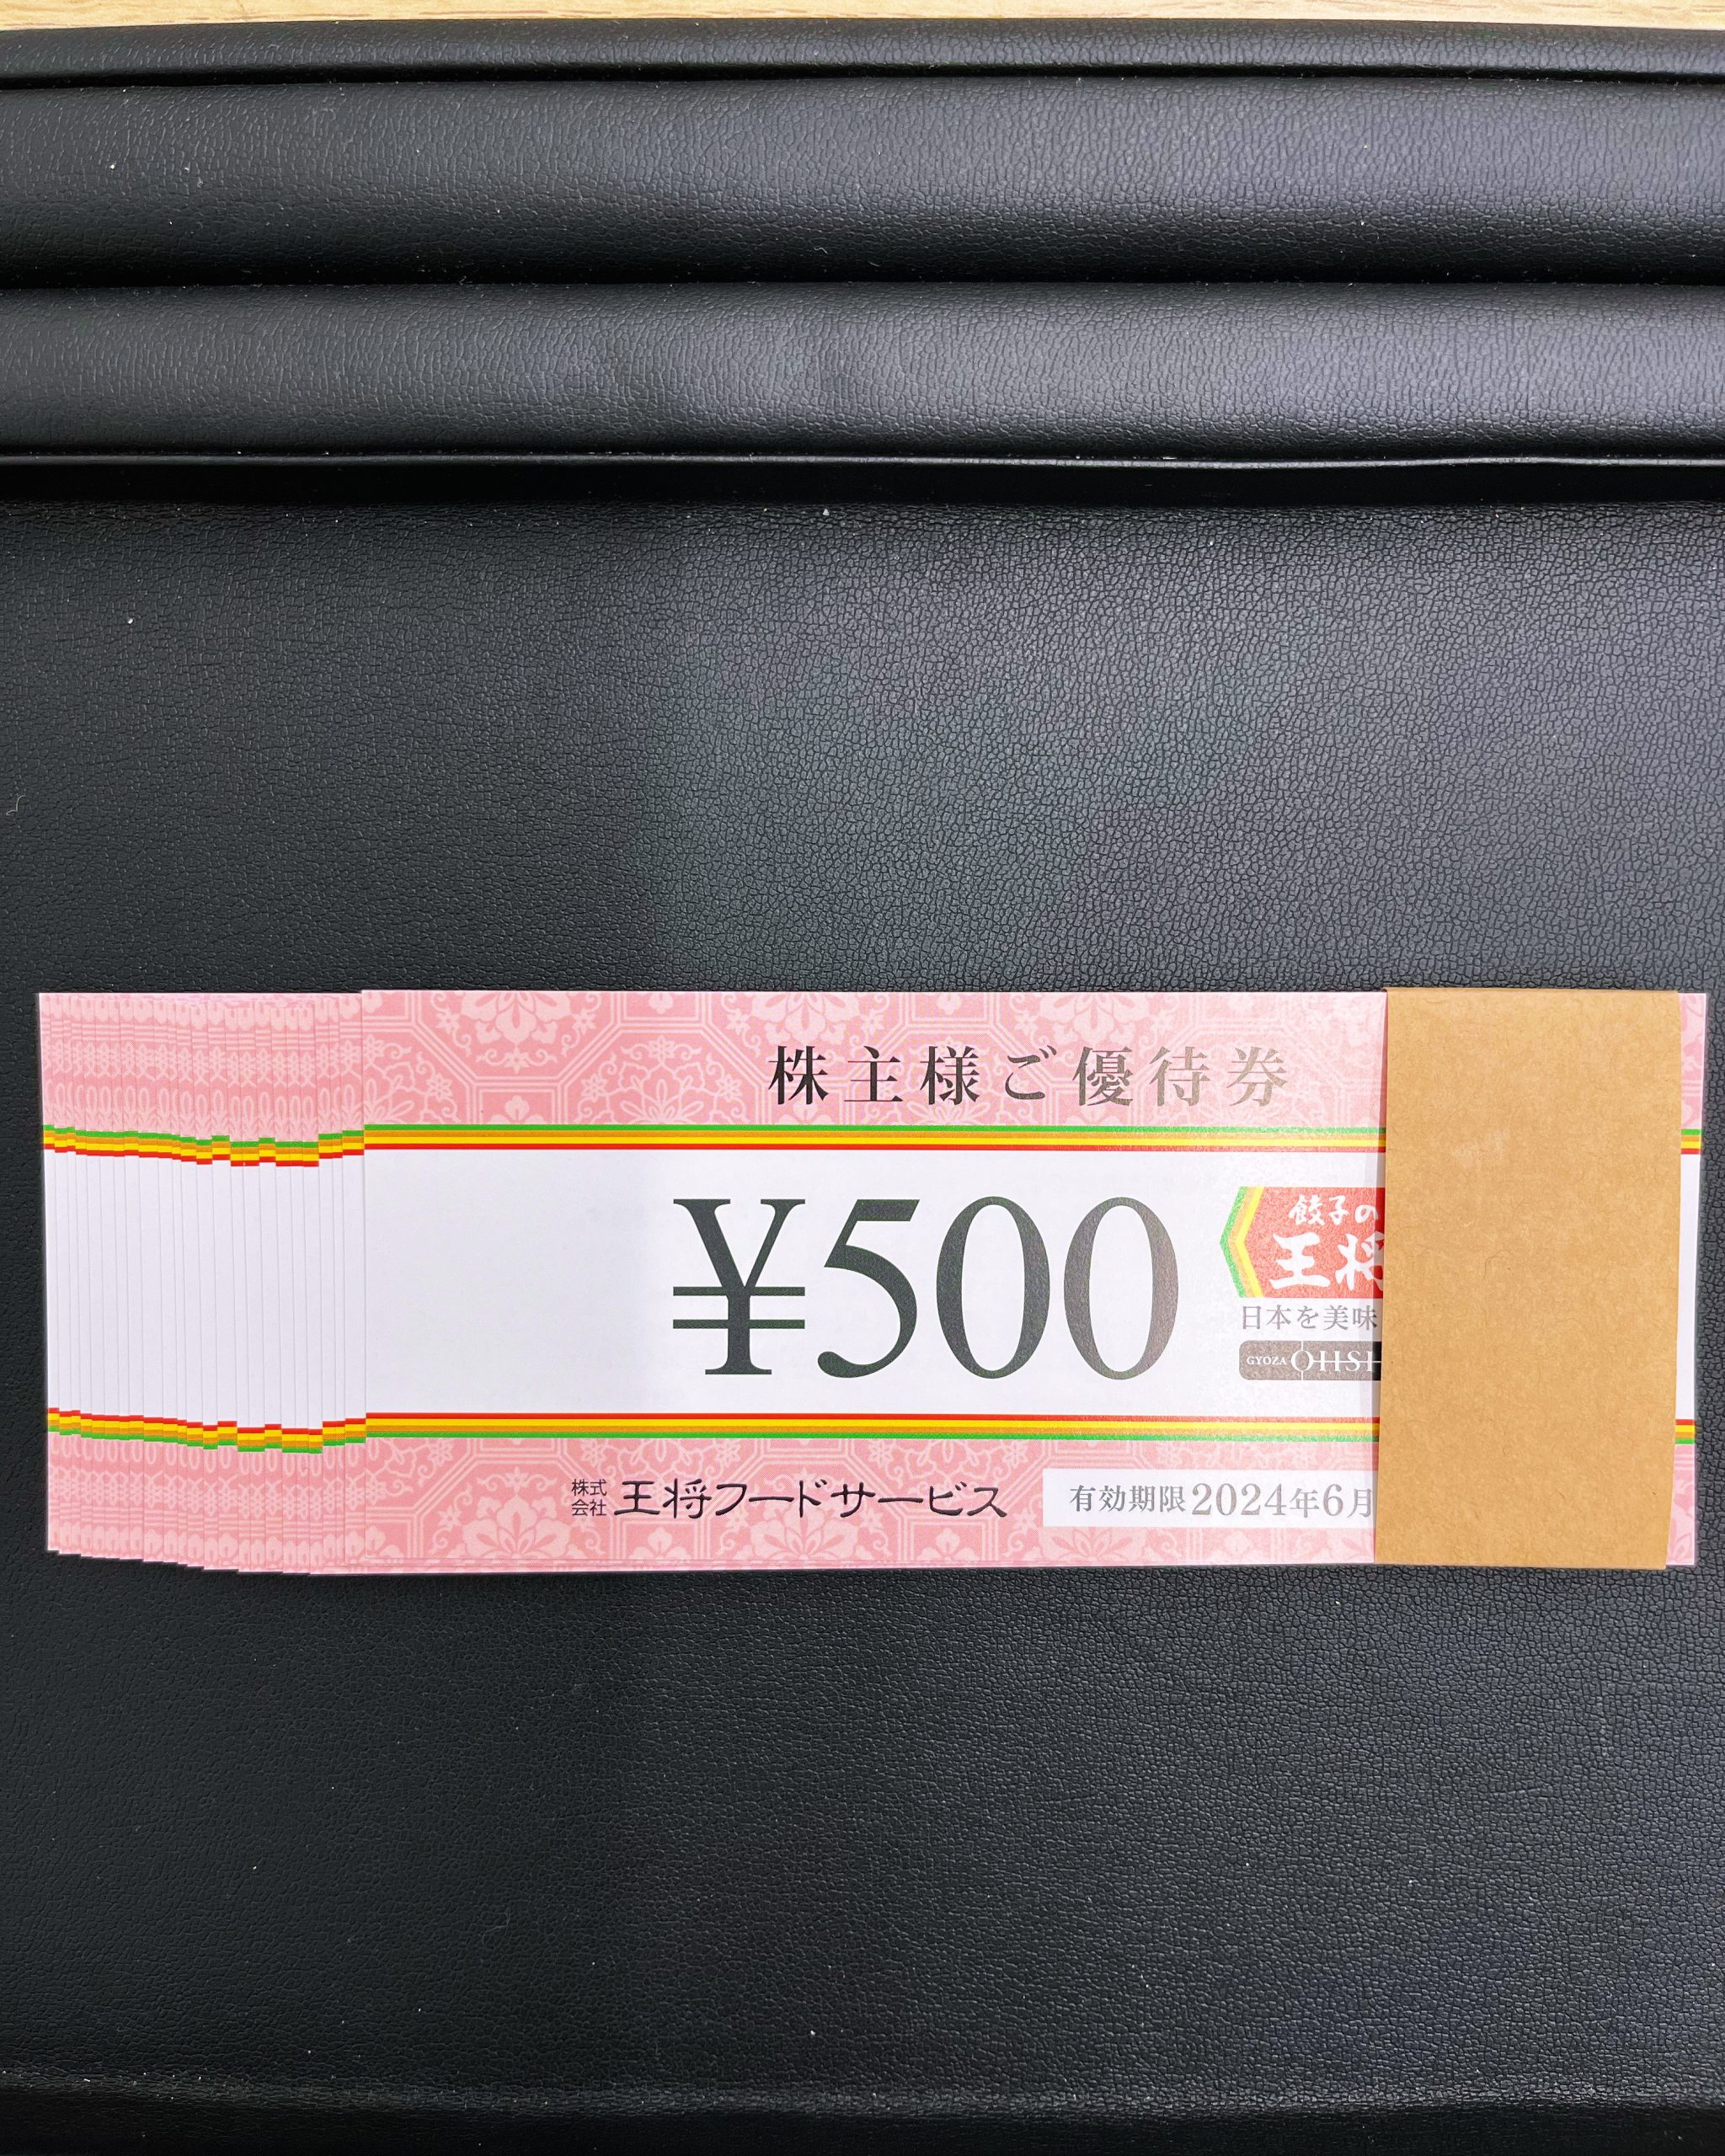 株主様ご優待券
¥500
餃子の
王将
日本を美味
GYOZA OHSH
株式会社 王将フードサービス
有効期限2024年6月